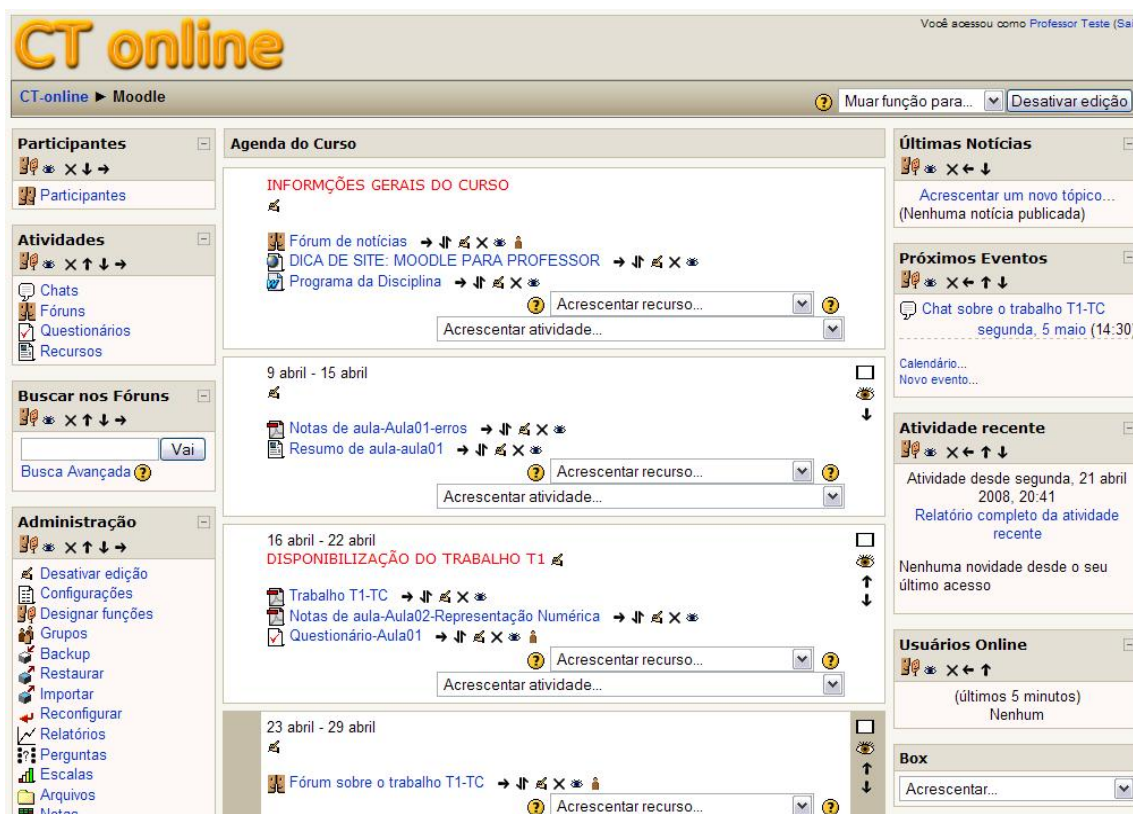 CT online
Você acessou como Professor Teste (Sai
CT-online ► Moodle
Muar função para...
Desativar edição
Participantes
Participantes
Atividades
Chats
Fóruns
Questionários
Recursos
Buscar nos Fóruns
Vai
Busca Avançada
Administração
Desativar edição
Configurações
Designar funções
Grupos
Backup
Restaurar
Importar
Reconfigurar
Relatórios
Perguntas
Escalas
Arquivos
Notas
Agenda do Curso
INFORMÇÕES GERAIS DO CURSO
Fórum de notícias
DICA DE SITE: MOODLE PARA PROFESSOR
Programa da Disciplina
Acrescentar recurso...
Acrescentar atividade...
9 abril - 15 abril
Notas de aula-Aula01-erros
Resumo de aula-aula01
Acrescentar recurso...
Acrescentar atividade...
16 abril - 22 abril
DISPONIBILIZAÇÃO DO TRABALHO T1
Trabalho T1-TC
Notas de aula-Aula02-Representação Numérica
Questionário-Aula01
Acrescentar recurso...
Acrescentar atividade...
23 abril - 29 abril
Fórum sobre o trabalho T1-TC
Acrescentar recurso...
Últimas Notícias
Acrescentar um novo tópico...
(Nenhuma notícia publicada)
Próximos Eventos
Chat sobre o trabalho T1-TC
segunda, 5 maio (14:30)
Calendário...
Novo evento...
Atividade recente
Atividade desde segunda, 21 abril
2008, 20:41
Relatório completo da atividade
recente
Nenhuma novidade desde o seu
último acesso
Usuários Online
(últimos 5 minutos)
Nenhum
Box
Acrescentar...